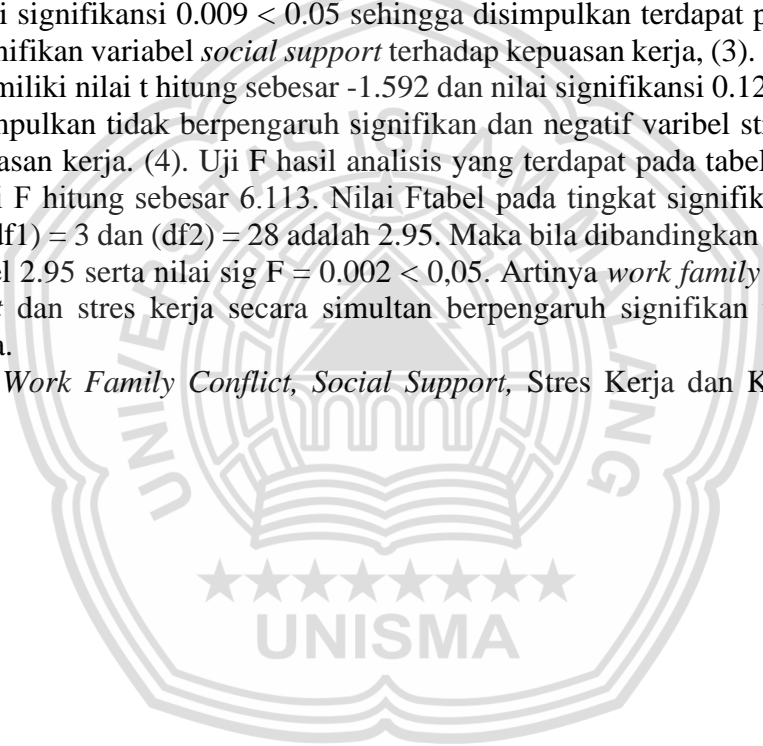 i signifikansi 0.009 < 0.05 sehingga disimpulkan terdapat p
nifikan variabel social support terhadap kepuasan kerja, (3).
miliki nilai t hitung sebesar -1.592 dan nilai signifikansi 0.12
npulkan tidak berpengaruh signifikan dan negatif varibel st
asan kerja. (4). Uji F hasil analisis yang terdapat pada tabel
i F hitung sebesar 6.113. Nilai Ftabel pada tingkat signifik
df1) = 3 dan (df2) = 28 adalah 2.95. Maka bila dibandingkan
el 2.95 serta nilai sig F = 0.002 < 0,05. Artinya work family
t dan stres kerja secara simultan berpengaruh signifikan
a.
Work Family Conflict, Social Support, Stres Kerja dan K
UNIVERSITAS ISLAM MALANG
UNISMA